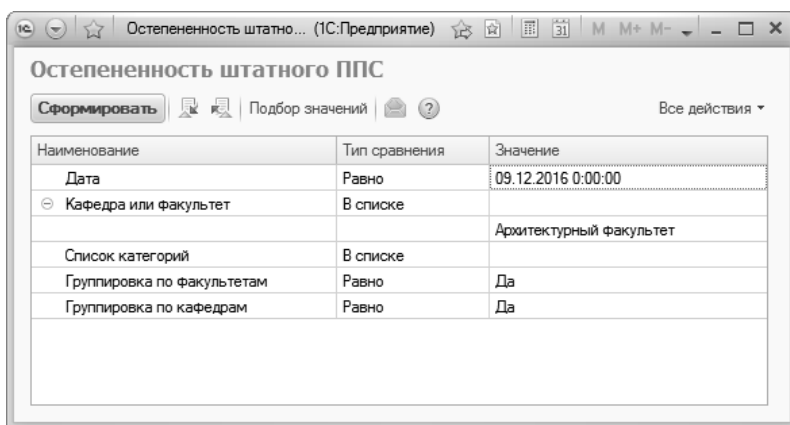 1С Остепененность штатно... (1С:Предприятие) 31 M M+ M-
Остепененность штатного ППС
Сформировать Подбор значений ? Все действия
Наименование Тип сравнения Значение
Дата Равно 09.12.2016 0:00:00
Кафедра или факультет В списке
Архитектурный факультет
Список категорий В списке
Группировка по факультетам Равно Да
Группировка по кафедрам Равно Да